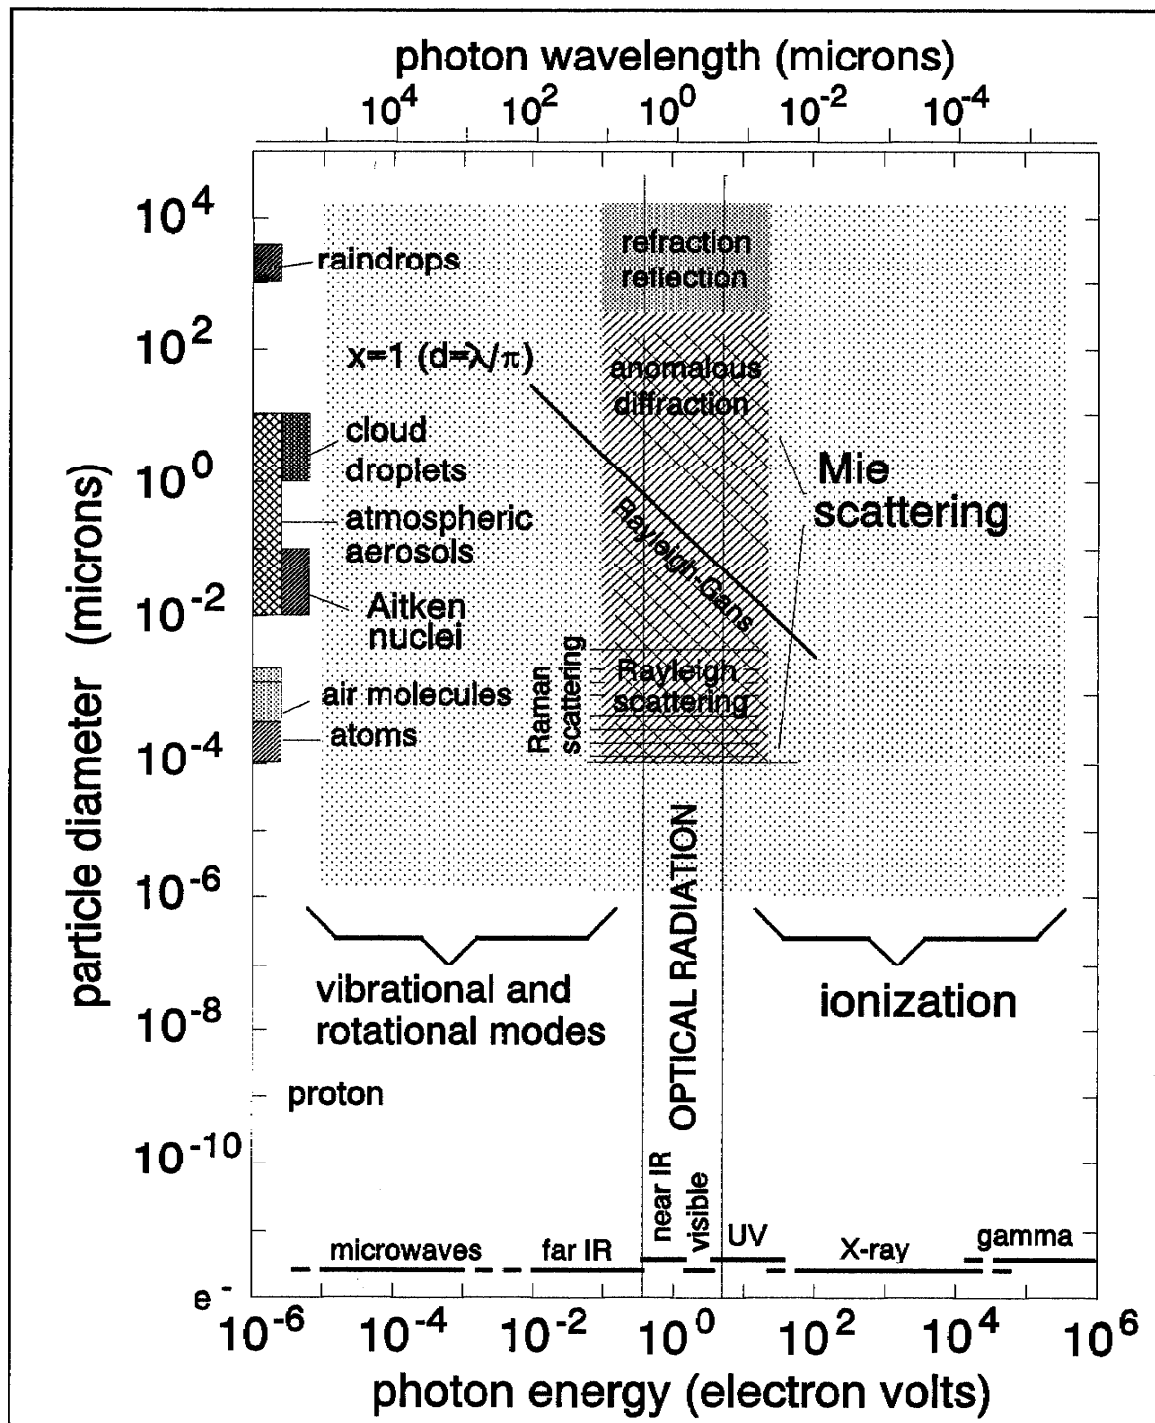 photon wavelength (microns)
10^4 10^2 10^0 10^-2 10^-4
10^4
raindrops
refraction
reflection
10^2
x=1 (d=λ/π)
anomalous
diffraction
cloud
droplets
10^0
Mie
scattering
atmospheric
aerosols
Rayleigh-Gans
10^-2
Aitken
nuclei
Raman
scattering
Rayleigh
scattering
air molecules
atoms
10^-4
particle diameter (microns)
10^-6
OPTICAL RADIATION
vibrational and
rotational modes
ionization
10^-8
proton
10^-10
near IR
visible
UV
microwaves
far IR
X-ray
gamma
e-
10^-6 10^-4 10^-2 10^0 10^2 10^4 10^6
photon energy (electron volts)